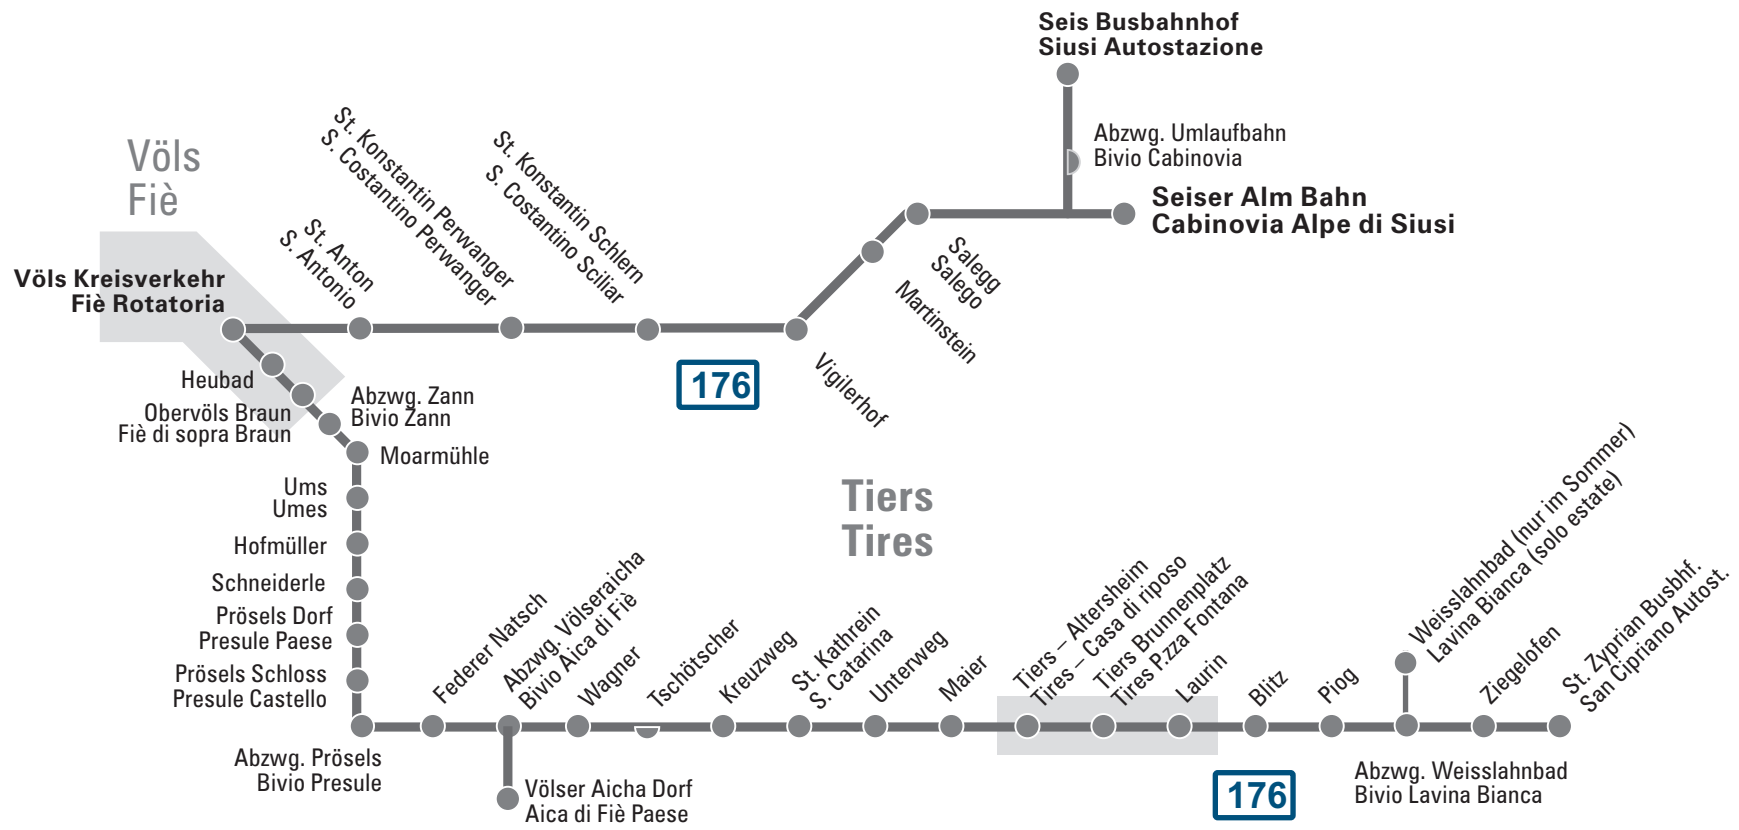 Seis Busbahnhof
Siusi Autostazione
Abzwg. Umlaufbahn
Bivio Cabinovia
Seiser Alm Bahn
Cabinovia Alpe di Siusi
Völs
Fiè
Völs Kreisverkehr
Fiè Rotatoria
St. Anton
S. Antonio
St. Konstantin Perwanger
S. Costantino Perwanger
St. Konstantin Schlern
S. Costantino Sciliar
Vigilerhof
Martinstein
Salegg
Salego
176
Heubad
Obervöls Braun
Fiè di sopra Braun
Abzwg. Zann
Bivio Zann
Moarmühle
Ums
Umes
Hofmüller
Schneiderle
Prösels Dorf
Presule Paese
Prösels Schloss
Presule Castello
Abzwg. Prösels
Bivio Presule
Tiers
Tires
Federer Natsch
Abzwg. Völseraicha
Bivio Aica di Fiè
Völser Aicha Dorf
Aica di Fiè Paese
Wagner
Tschötscher
Kreuzweg
St. Kathrein
S. Catarina
Unterweg
Maier
Tiers – Altersheim
Tires – Casa di riposo
Tiers Brunnenplatz
Tires P.zza Fontana
Laurin
Blitz
Piog
Weisslahnbad (nur im Sommer)
Lavina Bianca (solo estate)
Abzwg. Weisslahnbad
Bivio Lavina Bianca
Ziegelofen
St. Zyprian Busbhf.
San Cipriano Autost.
176